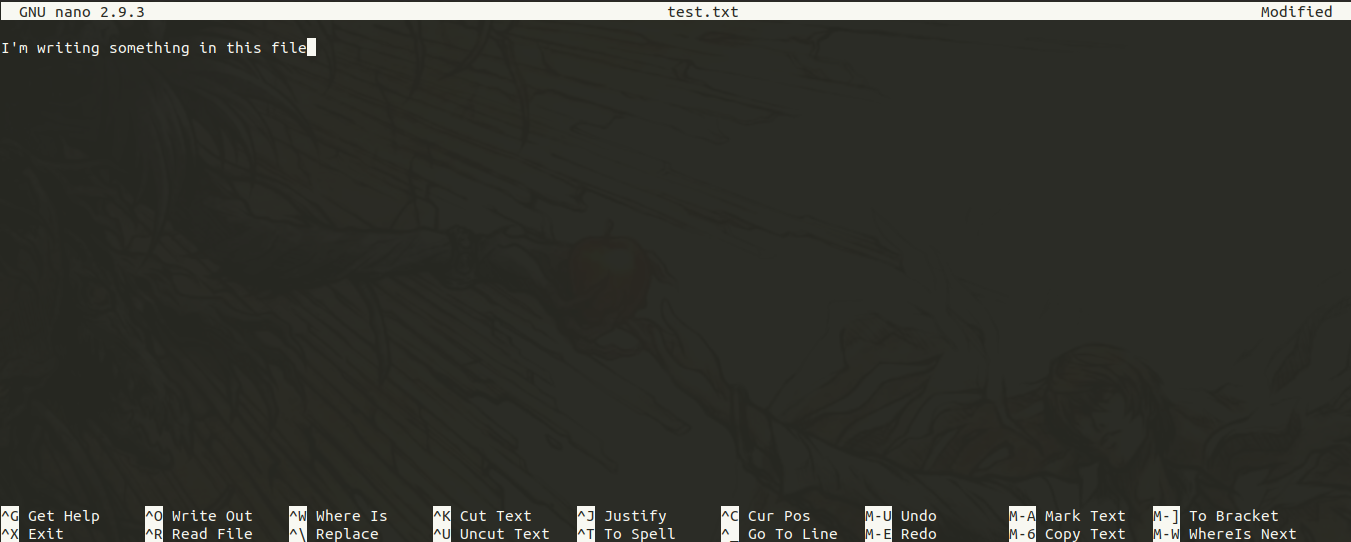 GNU nano 2.9.3 test.txt Modified
I'm writing something in this file
^G Get Help ^O Write Out ^W Where Is ^K Cut Text ^J Justify ^C Cur Pos M-U Undo M-A Mark Text M-] To Bracket
^X Exit ^R Read File ^\ Replace ^U Uncut Text ^T To Spell ^_ Go To Line M-E Redo M-6 Copy Text M-W WhereIs Next